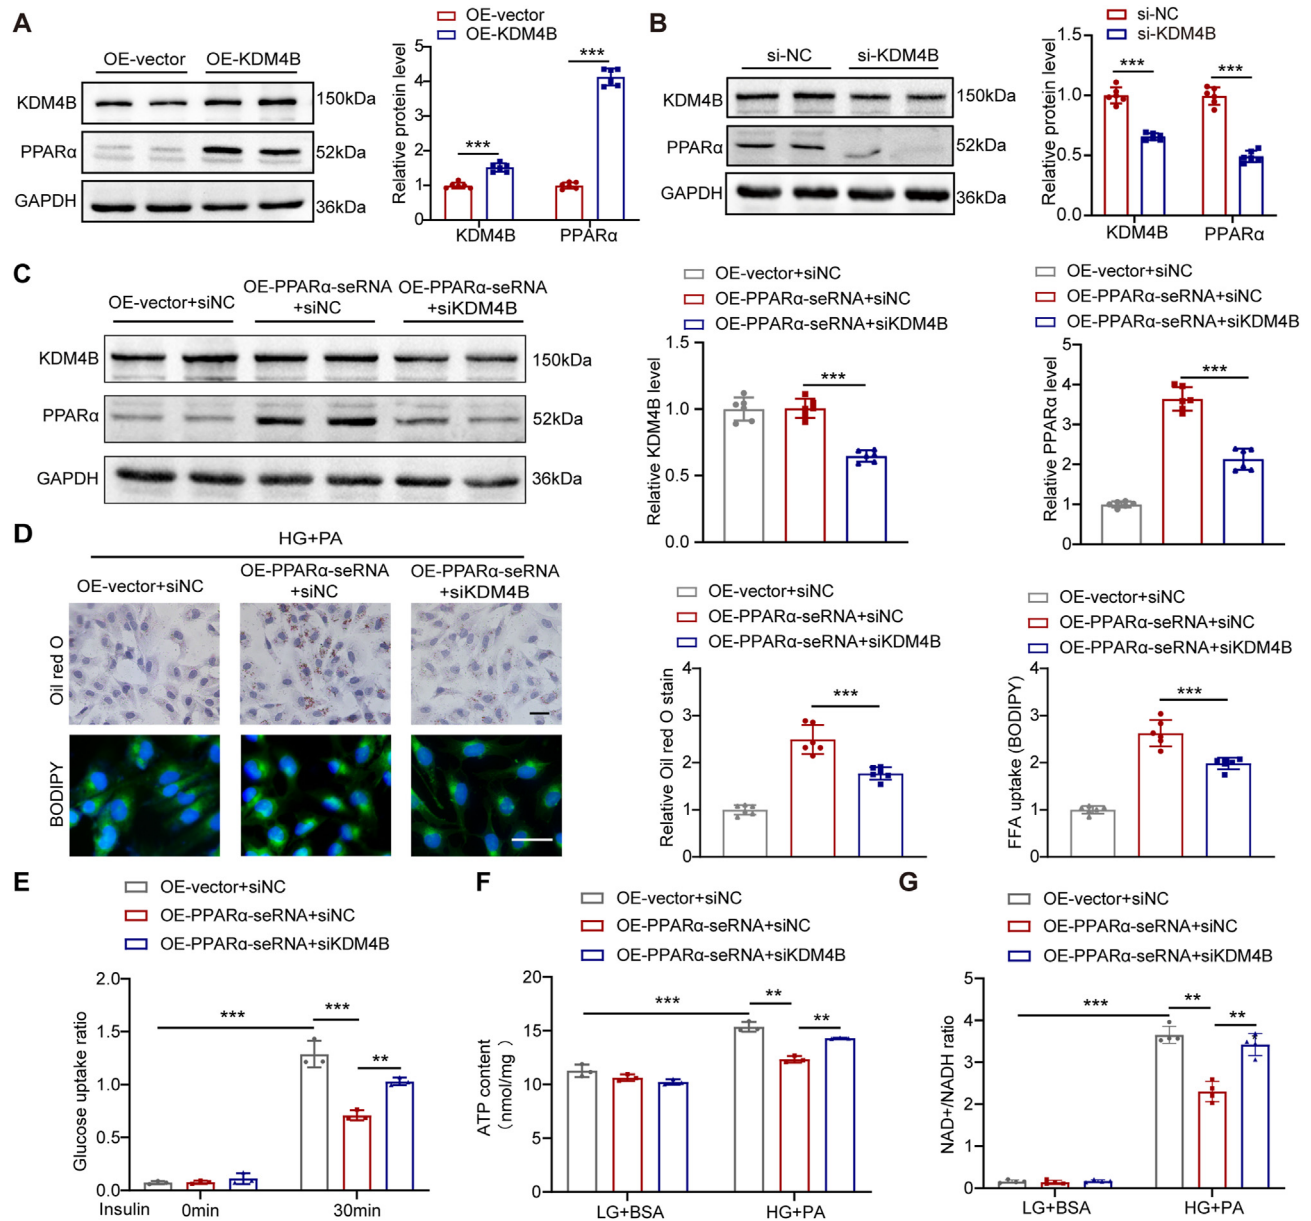 A
OE-vector
OE-KDM4B
KDM4B
150kDa
PPARα
52kDa
GAPDH
36kDa
OE-vector
OE-KDM4B
Relative protein level
5
4
3
2
1
0
***
***
KDM4B
PPARα
B
si-NC
si-KDM4B
KDM4B
150kDa
PPARα
52kDa
GAPDH
36kDa
si-NC
si-KDM4B
Relative protein level
1.5
1.0
0.5
0.0
***
***
KDM4B
PPARα
C
OE-vector+siNC
OE-PPARα-seRNA
+siNC
OE-PPARα-seRNA
+siKDM4B
KDM4B
150kDa
PPARα
52kDa
GAPDH
36kDa
OE-vector+siNC
OE-PPARα-seRNA+siNC
OE-PPARα-seRNA+siKDM4B
Relative KDM4B level
1.5
1.0
0.5
0.0
***
OE-vector+siNC
OE-PPARα-seRNA+siNC
OE-PPARα-seRNA+siKDM4B
Relative PPARα level
5
4
3
2
1
0
***
D
HG+PA
OE-vector+siNC
OE-PPARα-seRNA
+siNC
OE-PPARα-seRNA
+siKDM4B
Oil red O
BODIPY
OE-vector+siNC
OE-PPARα-seRNA+siNC
OE-PPARα-seRNA+siKDM4B
Relative Oil red O stain
4
3
2
1
0
***
OE-vector+siNC
OE-PPARα-seRNA+siNC
OE-PPARα-seRNA+siKDM4B
FFA uptake (BODIPY)
4
3
2
1
0
***
E
OE-vector+siNC
OE-PPARα-seRNA+siNC
OE-PPARα-seRNA+siKDM4B
Glucose uptake ratio
2.0
1.5
1.0
0.5
0.0
***
***
**
Insulin
0min
30min
F
OE-vector+siNC
OE-PPARα-seRNA+siNC
OE-PPARα-seRNA+siKDM4B
ATP content
(nmol/mg )
20
15
10
5
0
***
**
**
LG+BSA
HG+PA
G
OE-vector+siNC
OE-PPARα-seRNA+siNC
OE-PPARα-seRNA+siKDM4B
NAD+/NADH ratio
5
4
3
2
1
0
***
**
**
LG+BSA
HG+PA